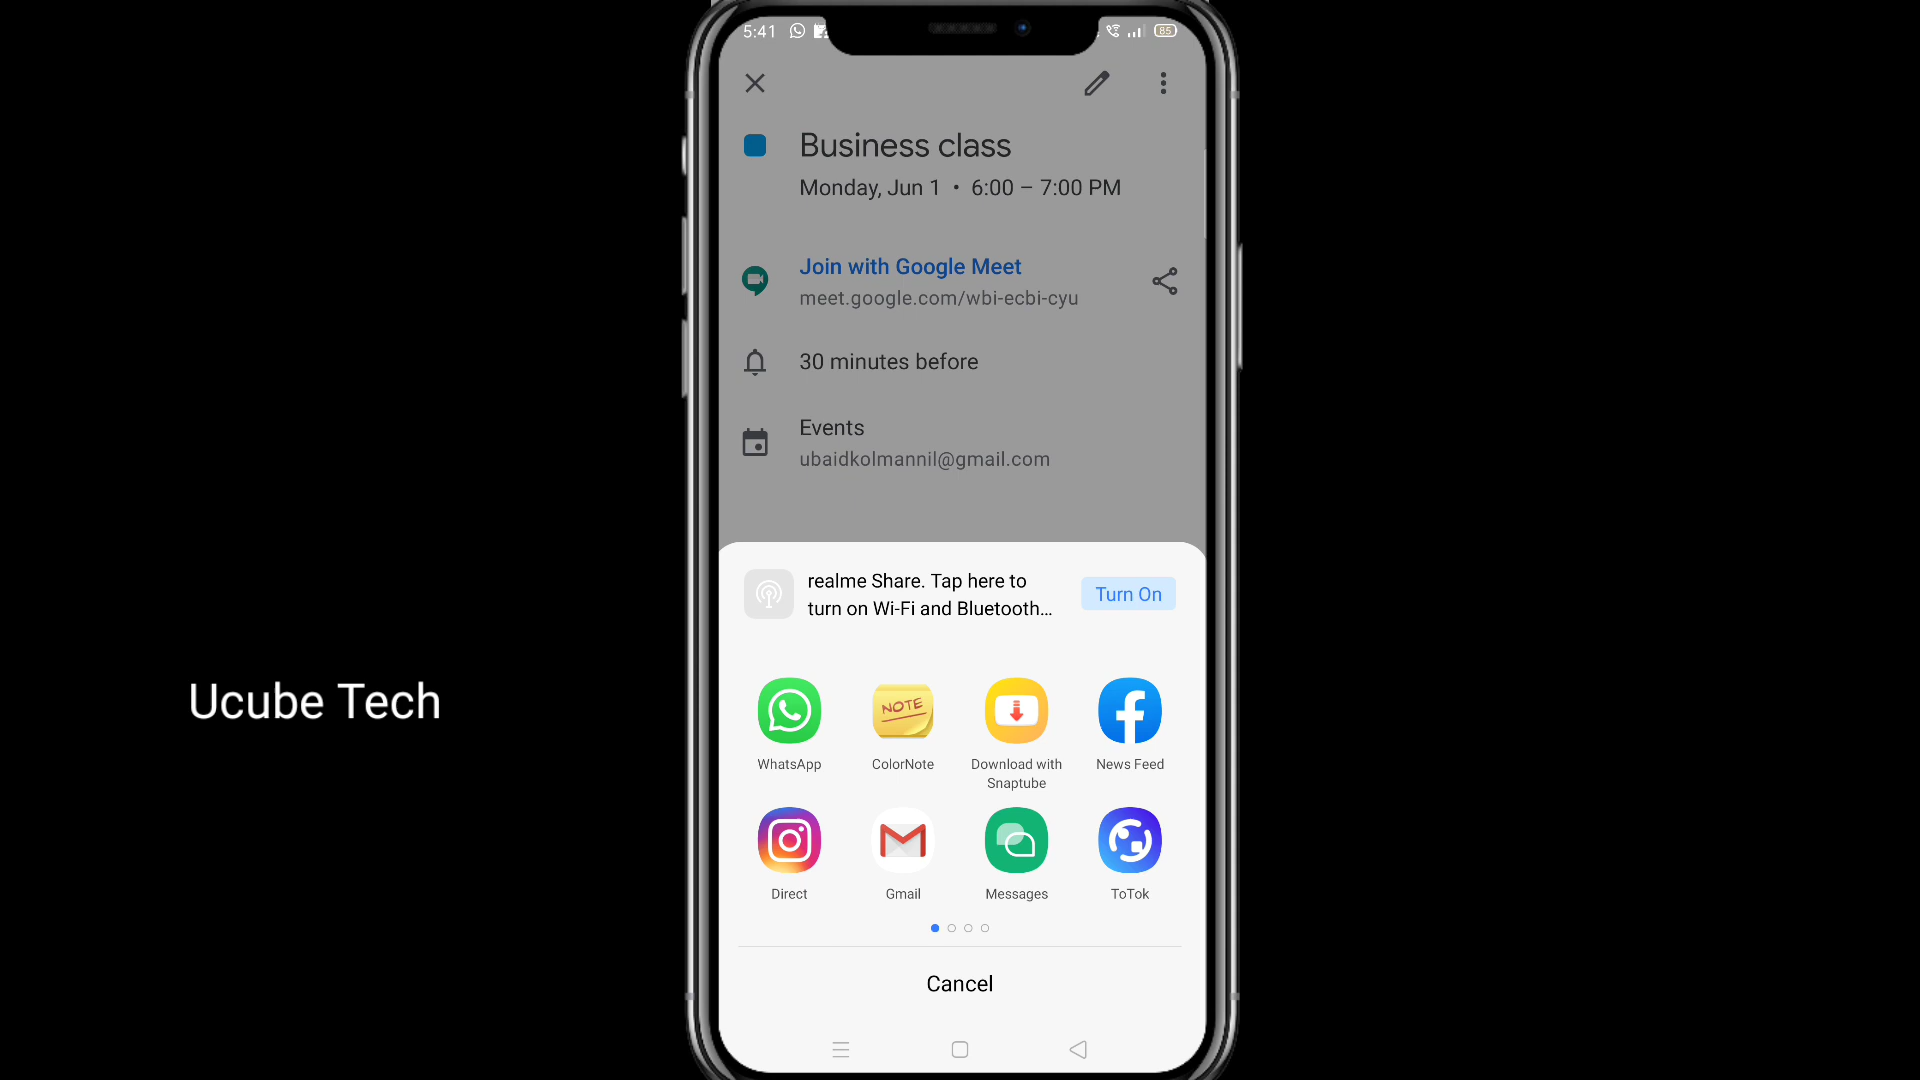 5:41
85
Business class
Monday, Jun 1 • 6:00 – 7:00 PM
Join with Google Meet
meet.google.com/wbi-ecbi-cyu
30 minutes before
Events
ubaidkolmannil@gmail.com
realme Share. Tap here to
turn on Wi-Fi and Bluetooth...
Turn On
Ucube Tech
NOTE
WhatsApp
ColorNote
Download with
Snaptube
News Feed
Direct
Gmail
Messages
ToTok
Cancel